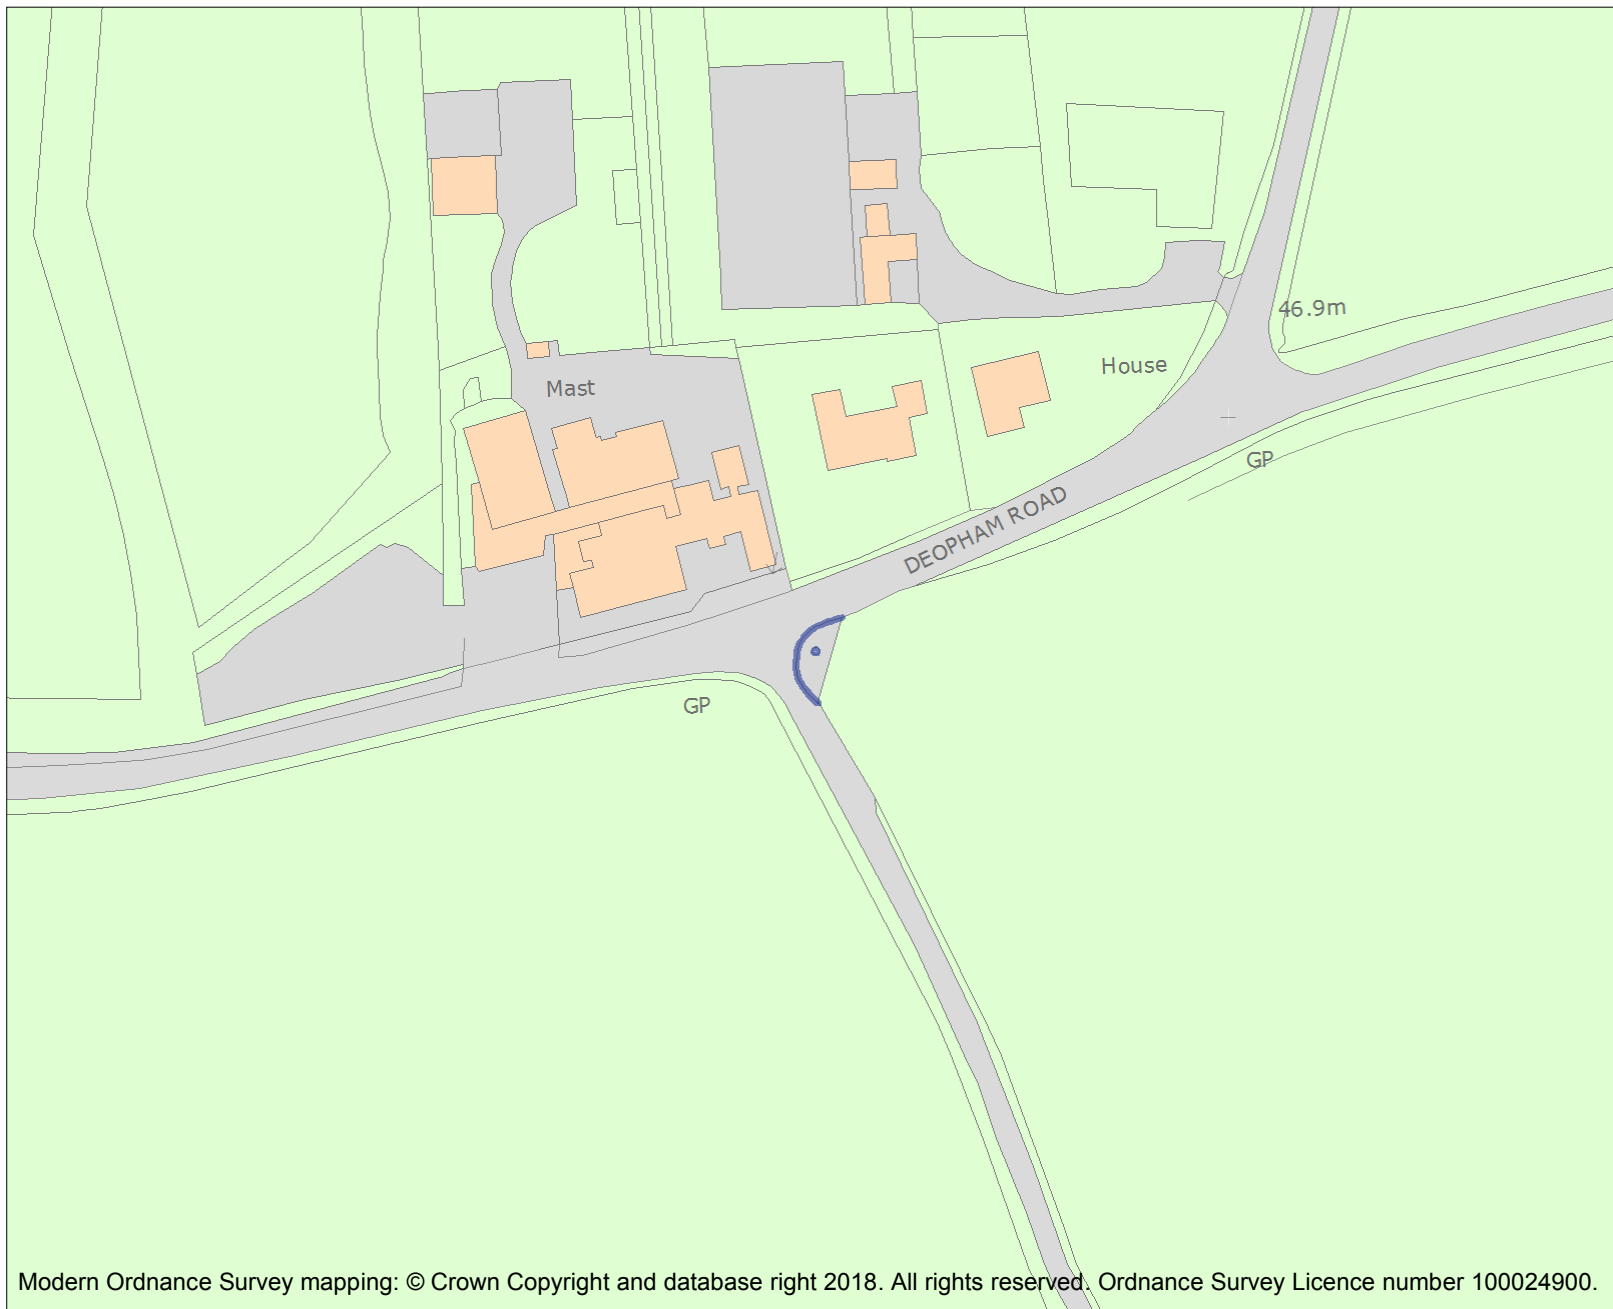 46.9m
House
Mast
GP
DEOPHAM ROAD
GP
Modern Ordnance Survey mapping: © Crown Copyright and database right 2018. All rights reserved. Ordnance Survey Licence number 100024900.